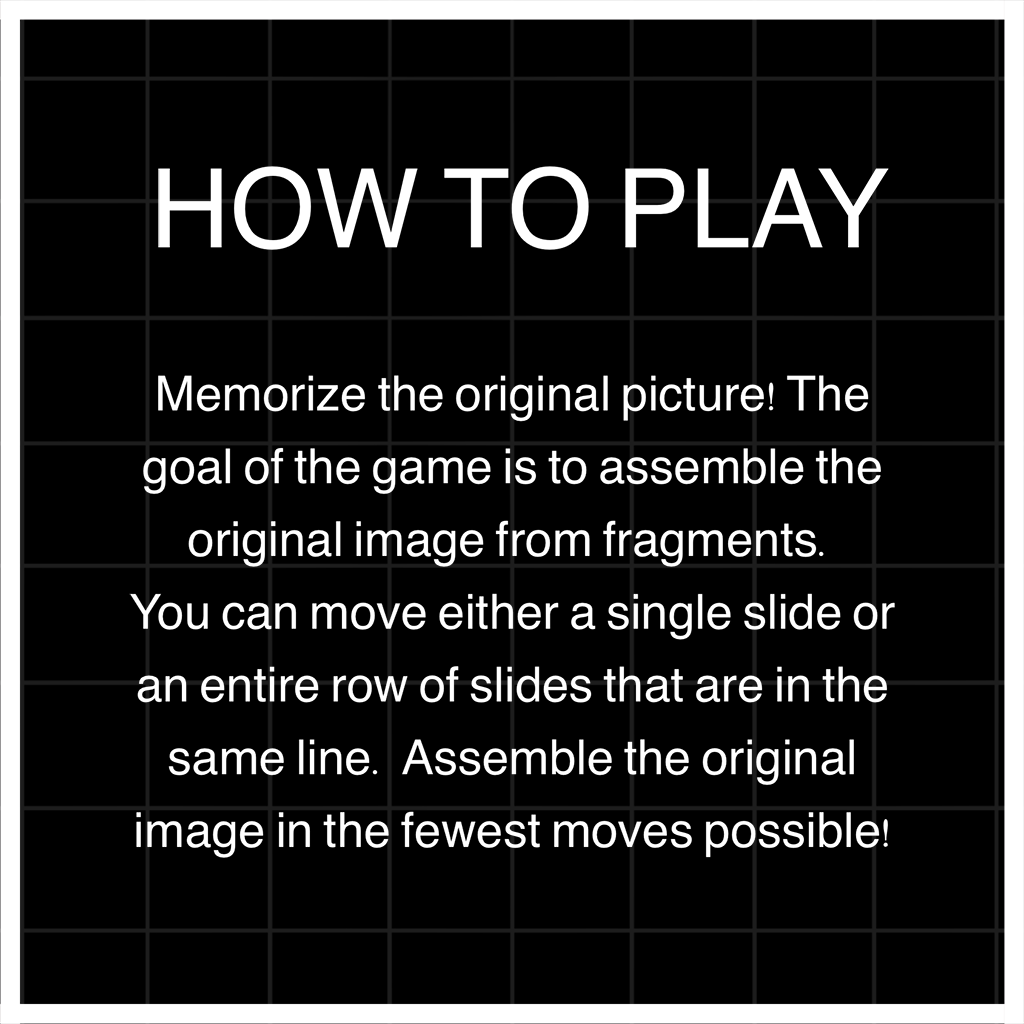 HOW TO PLAY
Memorize the original picture! The
goal of the game is to assemble the
original image from fragments.
You can move either a single slide or
an entire row of slides that are in the
same line. Assemble the original
image in the fewest moves possible!